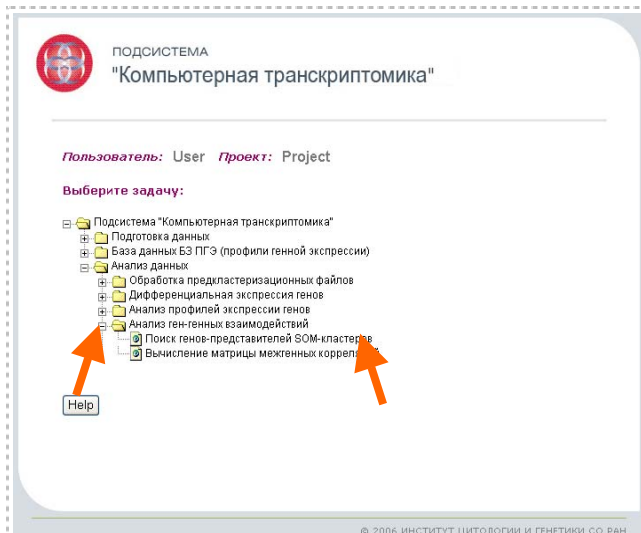 ПОДСИСТЕМА
"Компьютерная транскриптомика"
Пользователь: User Проект: Project
Выберите задачу:
Подсистема "Компьютерная транскриптомика"
Подготовка данных
База данных БЗ ПГЭ (профили генной экспрессии)
Анализ данных
Обработка предкластеризационных файлов
Дифференциальная экспрессия генов
Анализ профилей экспрессии генов
Анализ ген-генных взаимодействий
Поиск генов-представителей SOM-кластеров
Вычисление матрицы межгенных
Help
© 2006 ИНСТИТУТ ЦИТОЛОГИИ И ГЕНЕТИКИ СО РАН